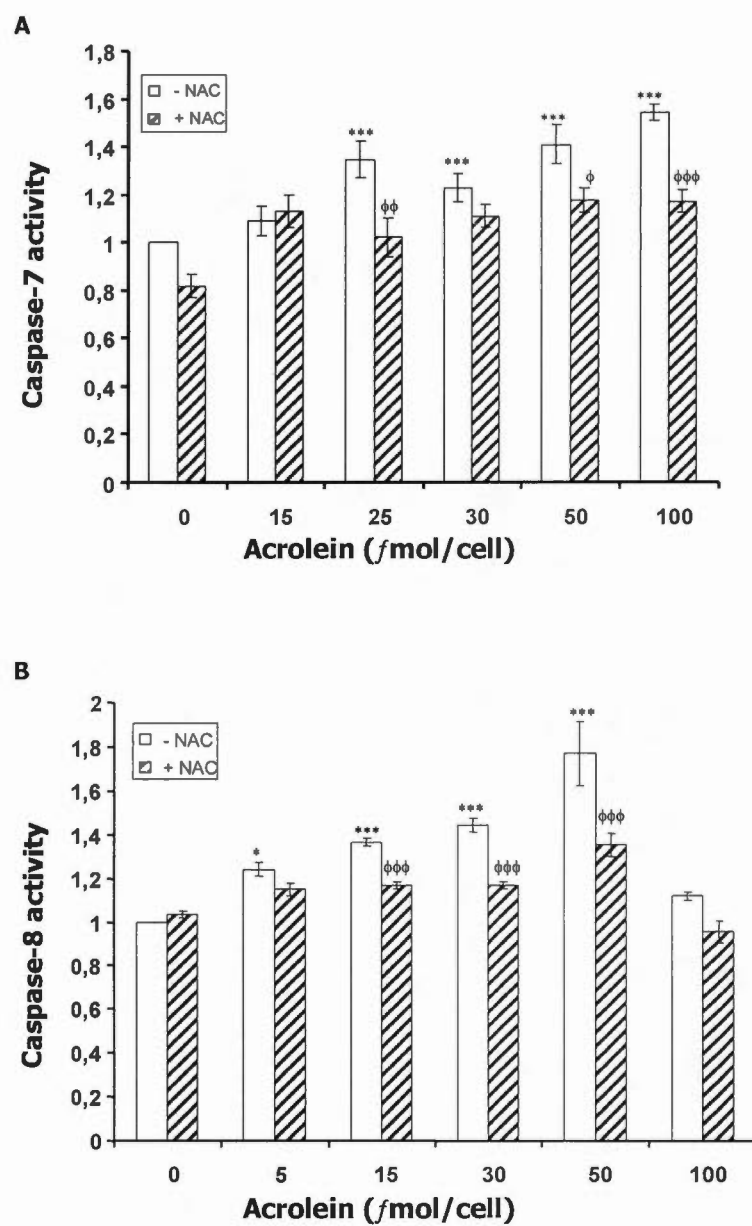 A
1,8
- NAC
+ NAC
1,6
1,4
1,2
1
0,8
0,6
0,4
0,2
0
***
ϕϕ
***
***
ϕ
***
ϕϕϕ
Caspase-7 activity
0 15 25 30 50 100
Acrolein (ƒmol/cell)
B
2
- NAC
+ NAC
1,8
1,6
1,4
1,2
1
0,8
0,6
0,4
0,2
0
*
***
ϕϕϕ
***
ϕϕϕ
***
ϕϕϕ
Caspase-8 activity
0 5 15 30 50 100
Acrolein (ƒmol/cell)